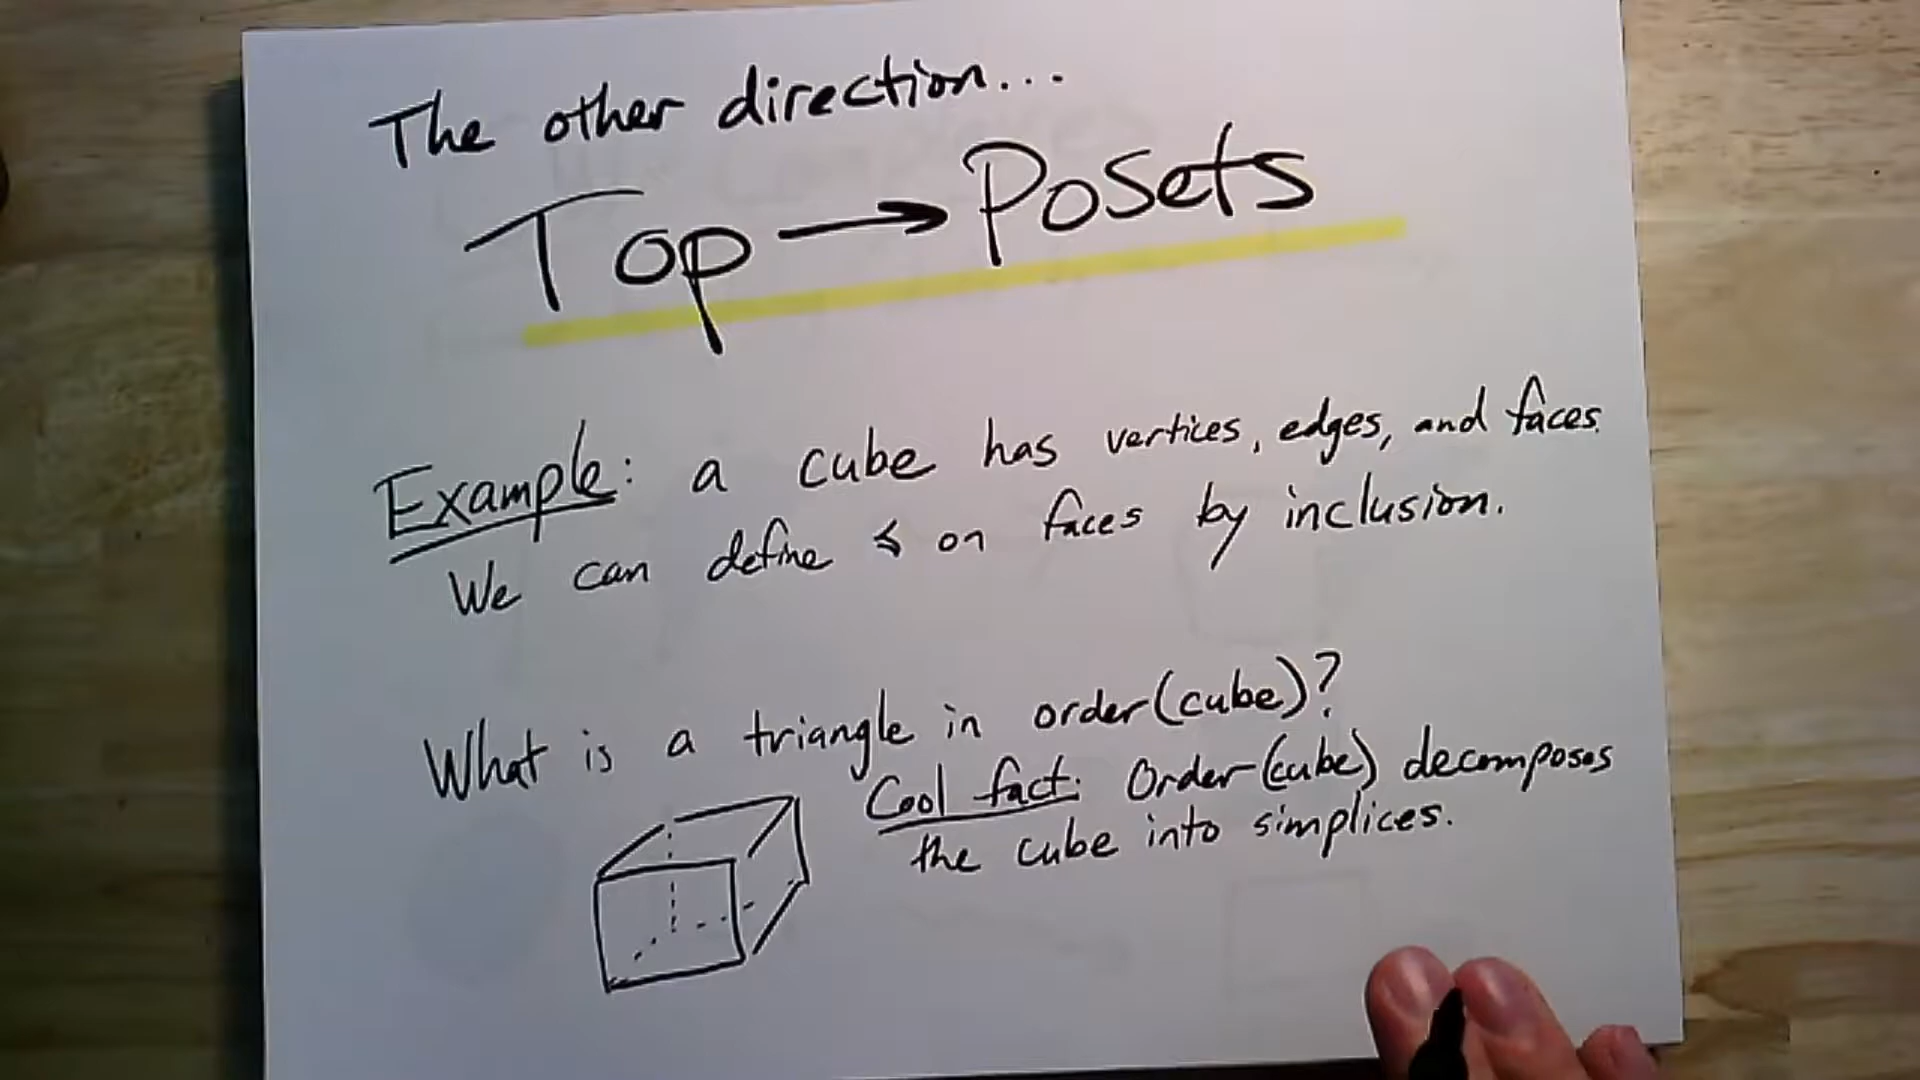 The other direction...
Top → Posets
Example: a cube has vertices, edges, and faces.
We can define ≤ on faces by inclusion.
What is a triangle in order(cube)?
Cool fact: Order(cube) decomposes
the cube into simplices.